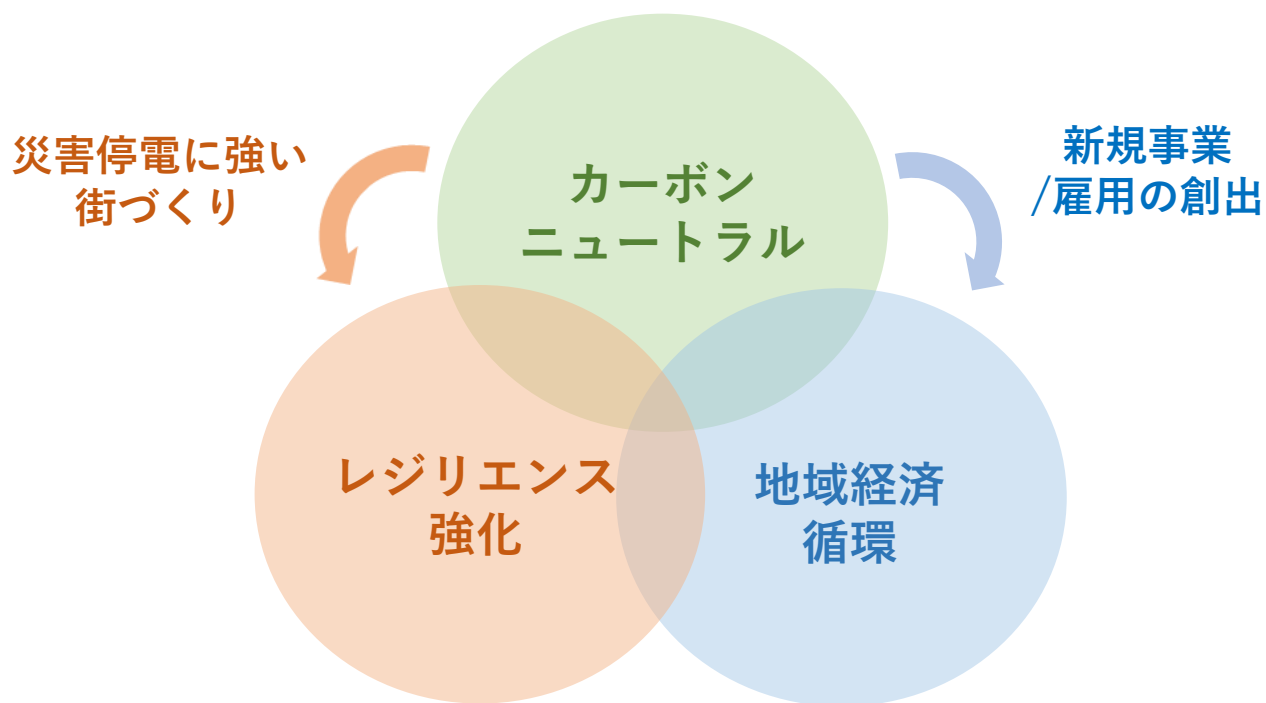 災害停電に強い
街づくり
カーボン
ニュートラル
新規事業
/雇用の創出
レジリエンス
強化
地域経済
循環